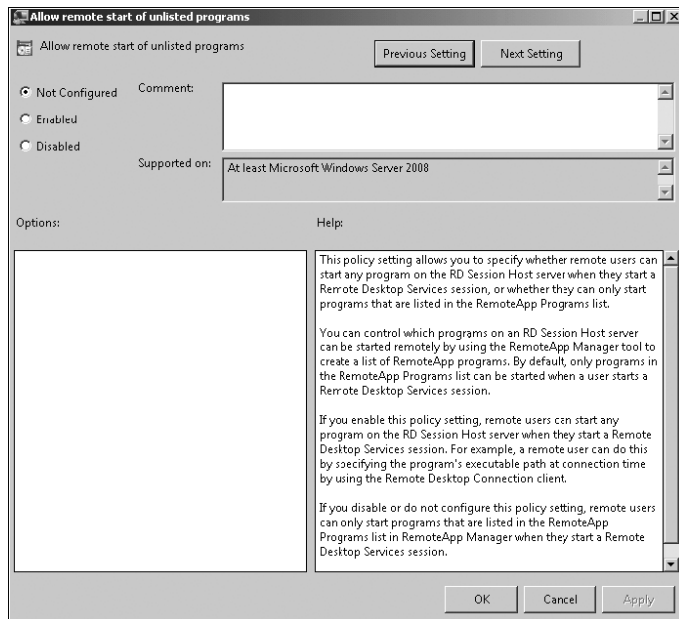 Allow remote start of unlisted programs
Allow remote start of unlisted programs
Previous Setting
Next Setting
Not Configured
Enabled
Disabled
Comment:
Supported on:
At least Microsoft Windows Server 2008
Options:
Help:
This policy setting allows you to specify whether remote users can
start any program on the RD Session Host server when they start a
Remote Desktop Services session, or whether they can only start
programs that are listed in the RemoteApp Programs list.
You can control which programs on an RD Session Host server
can be started remotely by using the RemoteApp Manager tool to
create a list of RemoteApp programs. By default, only programs in
the RemoteApp Programs list can be started when a user starts a
Remote Desktop Services session.
If you enable this policy setting, remote users can start any
program on the RD Session Host server when they start a Remote
Desktop Services session. For example, a remote user can do this
by specifying the program's executable path at connection time
by using the Remote Desktop Connection client.
If you disable or do not configure this policy setting, remote users
can only start programs that are listed in the RemoteApp
Programs list in RemoteApp Manager when they start a Remote
Desktop Services session.
OK
Cancel
Apply